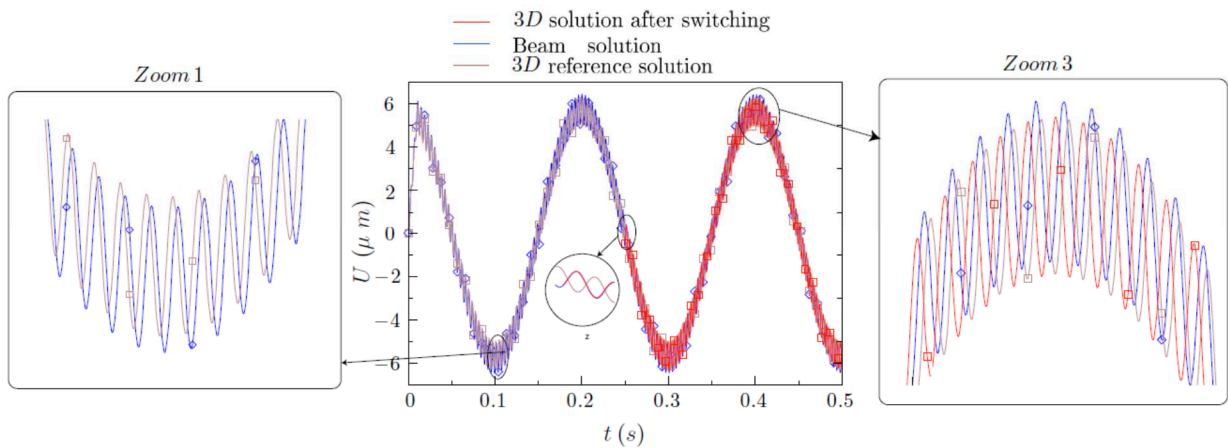 3D solution after switching
Beam solution
3D reference solution
Zoom 1
Zoom 3
U (μ m)
6
4
2
0
−2
−4
−6
z
0
0.1
0.2
0.3
0.4
0.5
t (s)